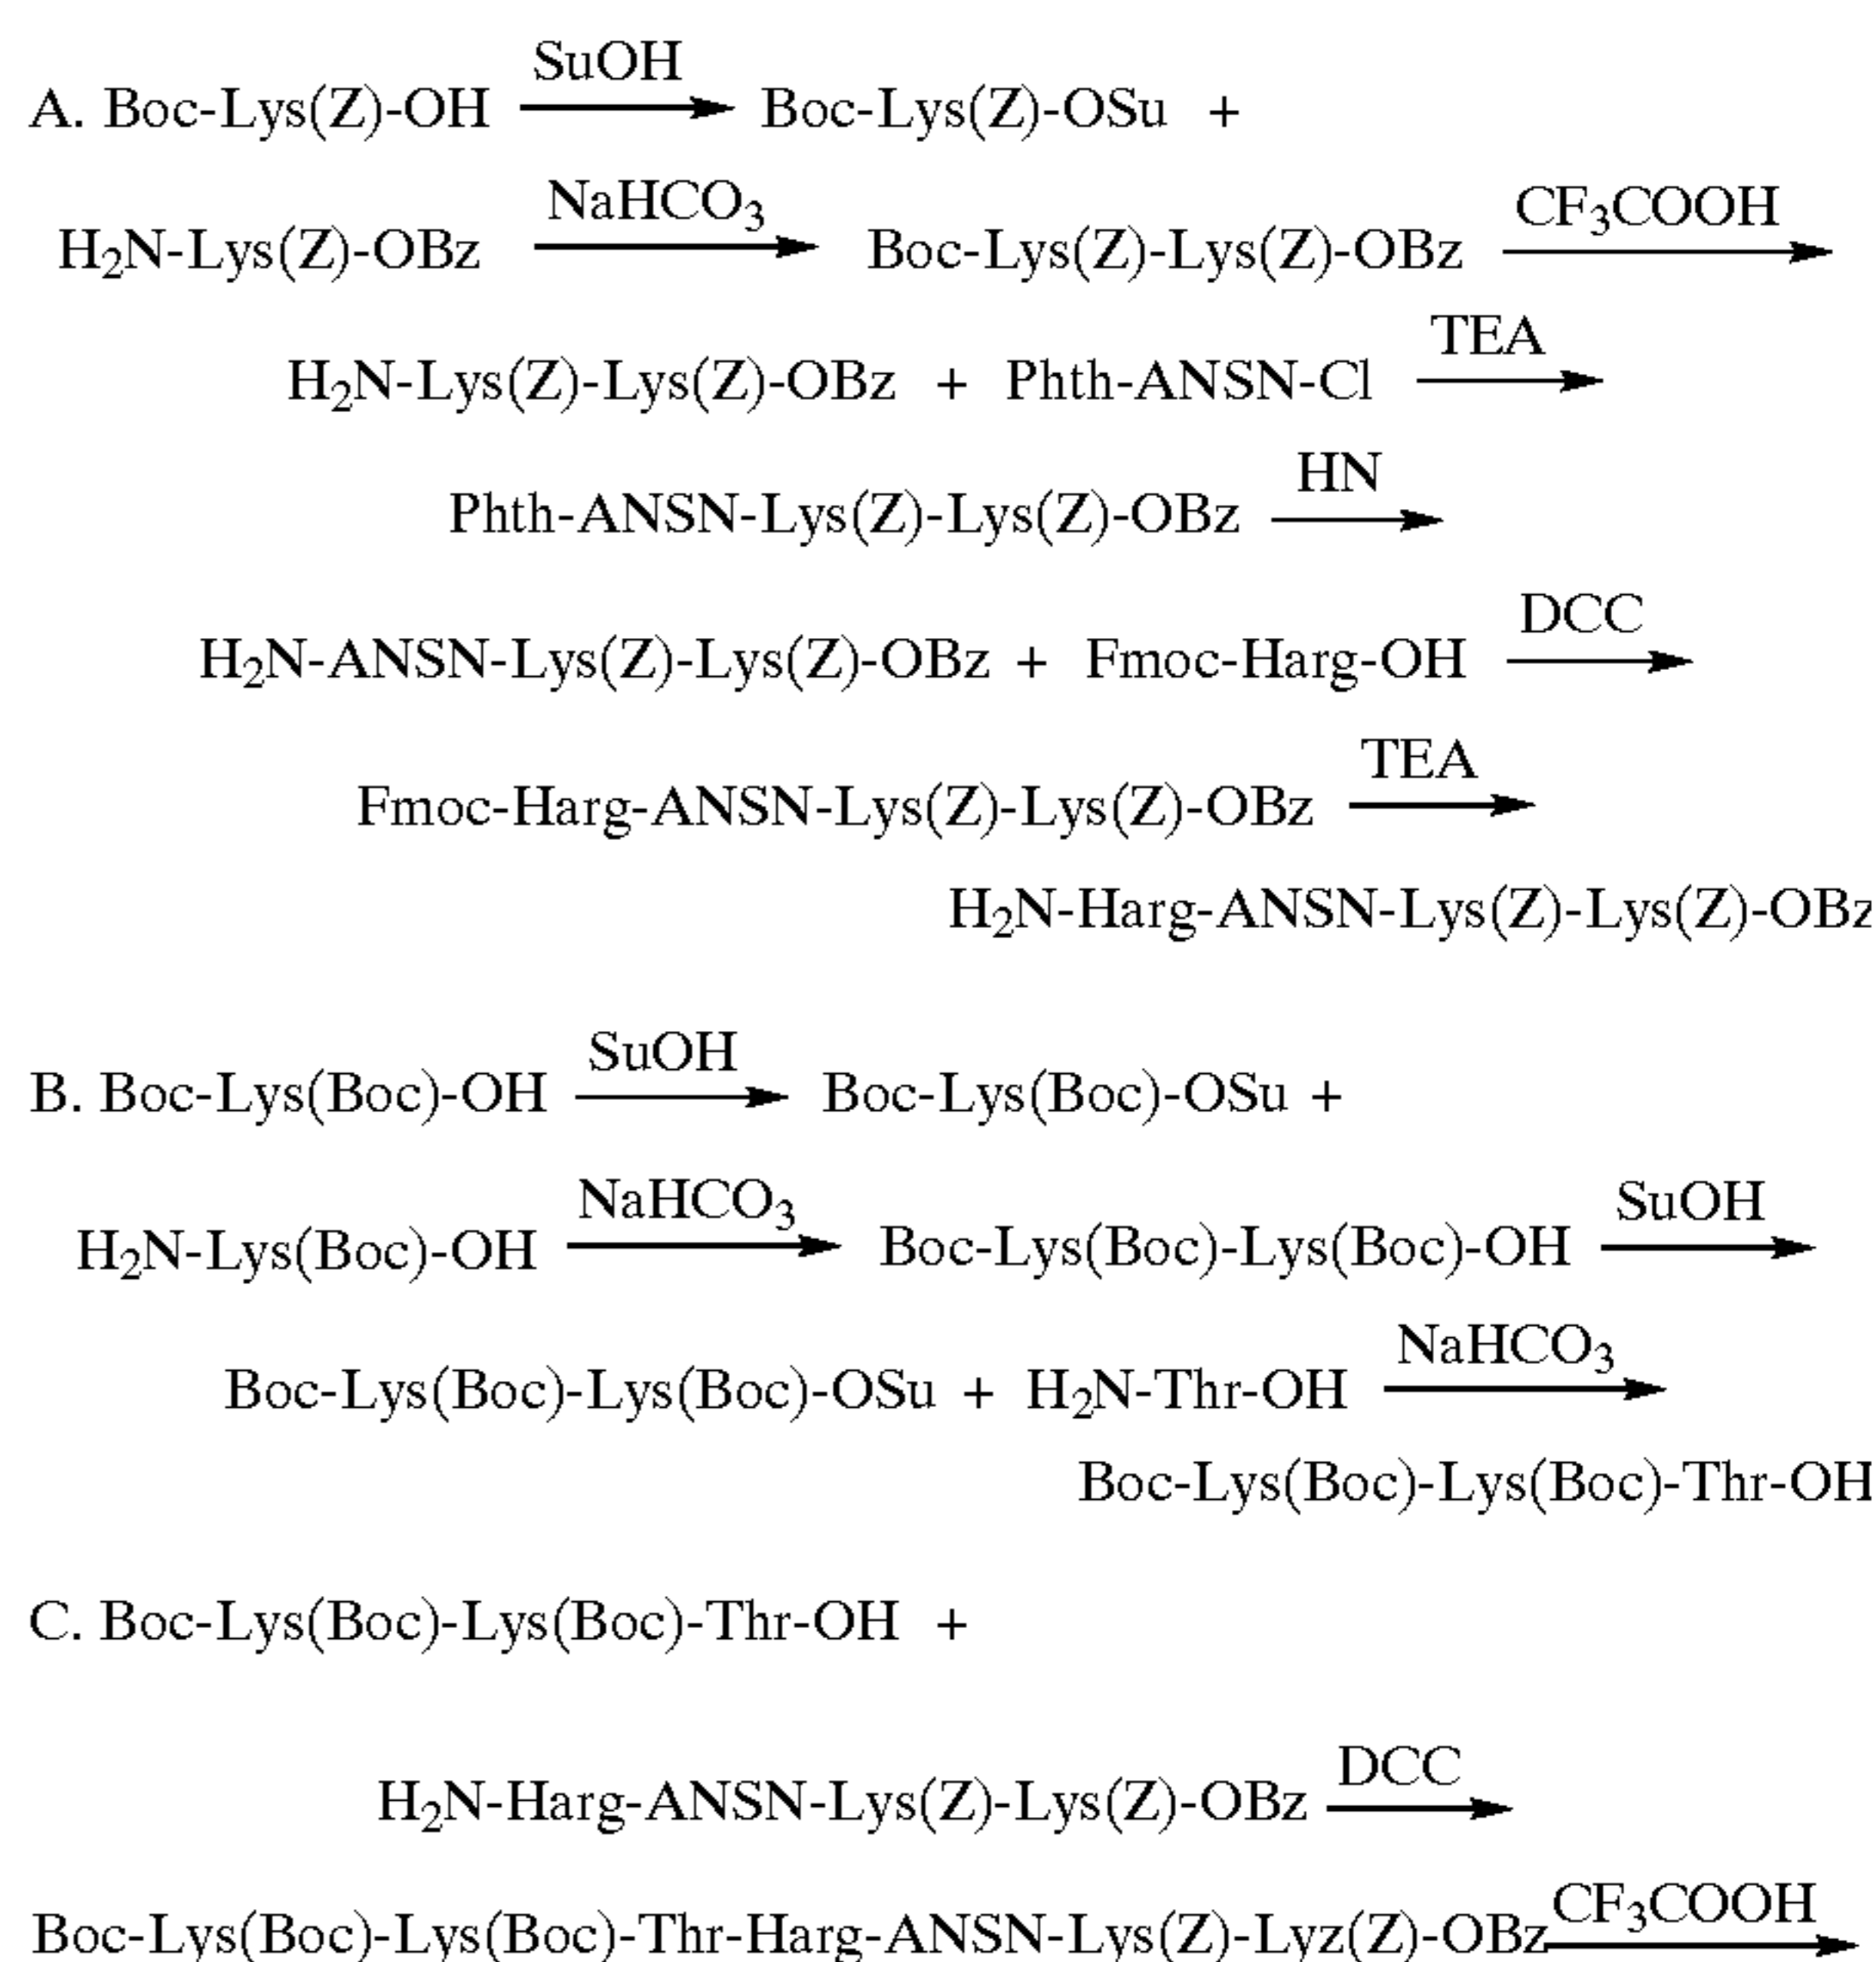 SuOH
A. Boc-Lys(Z)-OH Boc-Lys(Z)-OSu +
NaHCO3 CF3COOH
H2N-Lys(Z)-OBz Boc-Lys(Z)-Lys(Z)-OBz
TEA
H2N-Lys(Z)-Lys(Z)-OBz + Phth-ANSN-Cl
HN
Phth-ANSN-Lys(Z)-Lys(Z)-OBz
DCC
H2N-ANSN-Lys(Z)-Lys(Z)-OBz + Fmoc-Harg-OH
TEA
Fmoc-Harg-ANSN-Lys(Z)-Lys(Z)-OBz
H2N-Harg-ANSN-Lys(Z)-Lys(Z)-OBz
SuOH
B. Boc-Lys(Boc)-OH Boc-Lys(Boc)-OSu +
NaHCO3 SuOH
H2N-Lys(Boc)-OH Boc-Lys(Boc)-Lys(Boc)-OH
NaHCO3
Boc-Lys(Boc)-Lys(Boc)-OSu + H2N-Thr-OH
Boc-Lys(Boc)-Lys(Boc)-Thr-OH
C. Boc-Lys(Boc)-Lys(Boc)-Thr-OH +
DCC
H2N-Harg-ANSN-Lys(Z)-Lys(Z)-OBz
CF3COOH
Boc-Lys(Boc)-Lys(Boc)-Thr-Harg-ANSN-Lys(Z)-Lyz(Z)-OBz